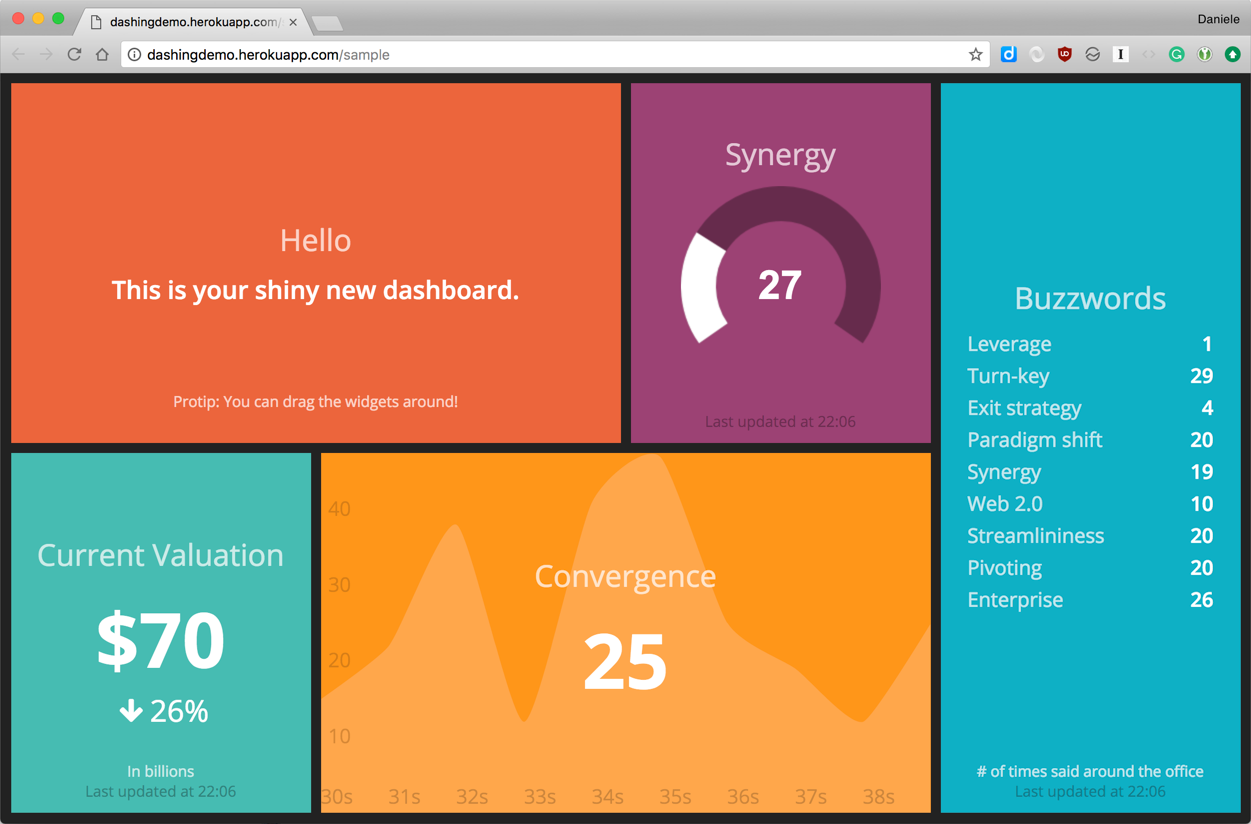 dashingdemo.herokuapp.com/
Daniele
dashingdemo.herokuapp.com/sample
Hello
This is your shiny new dashboard.
Protip: You can drag the widgets around!
Synergy
27
Last updated at 22:06
Buzzwords
Leverage 1
Turn-key 29
Exit strategy 4
Paradigm shift 20
Synergy 19
Web 2.0 10
Streamlininess 20
Pivoting 20
Enterprise 26
# of times said around the office
Last updated at 22:06
Current Valuation
$70
26%
In billions
Last updated at 22:06
Convergence
25
40
30
20
10
30s 31s 32s 33s 34s 35s 36s 37s 38s